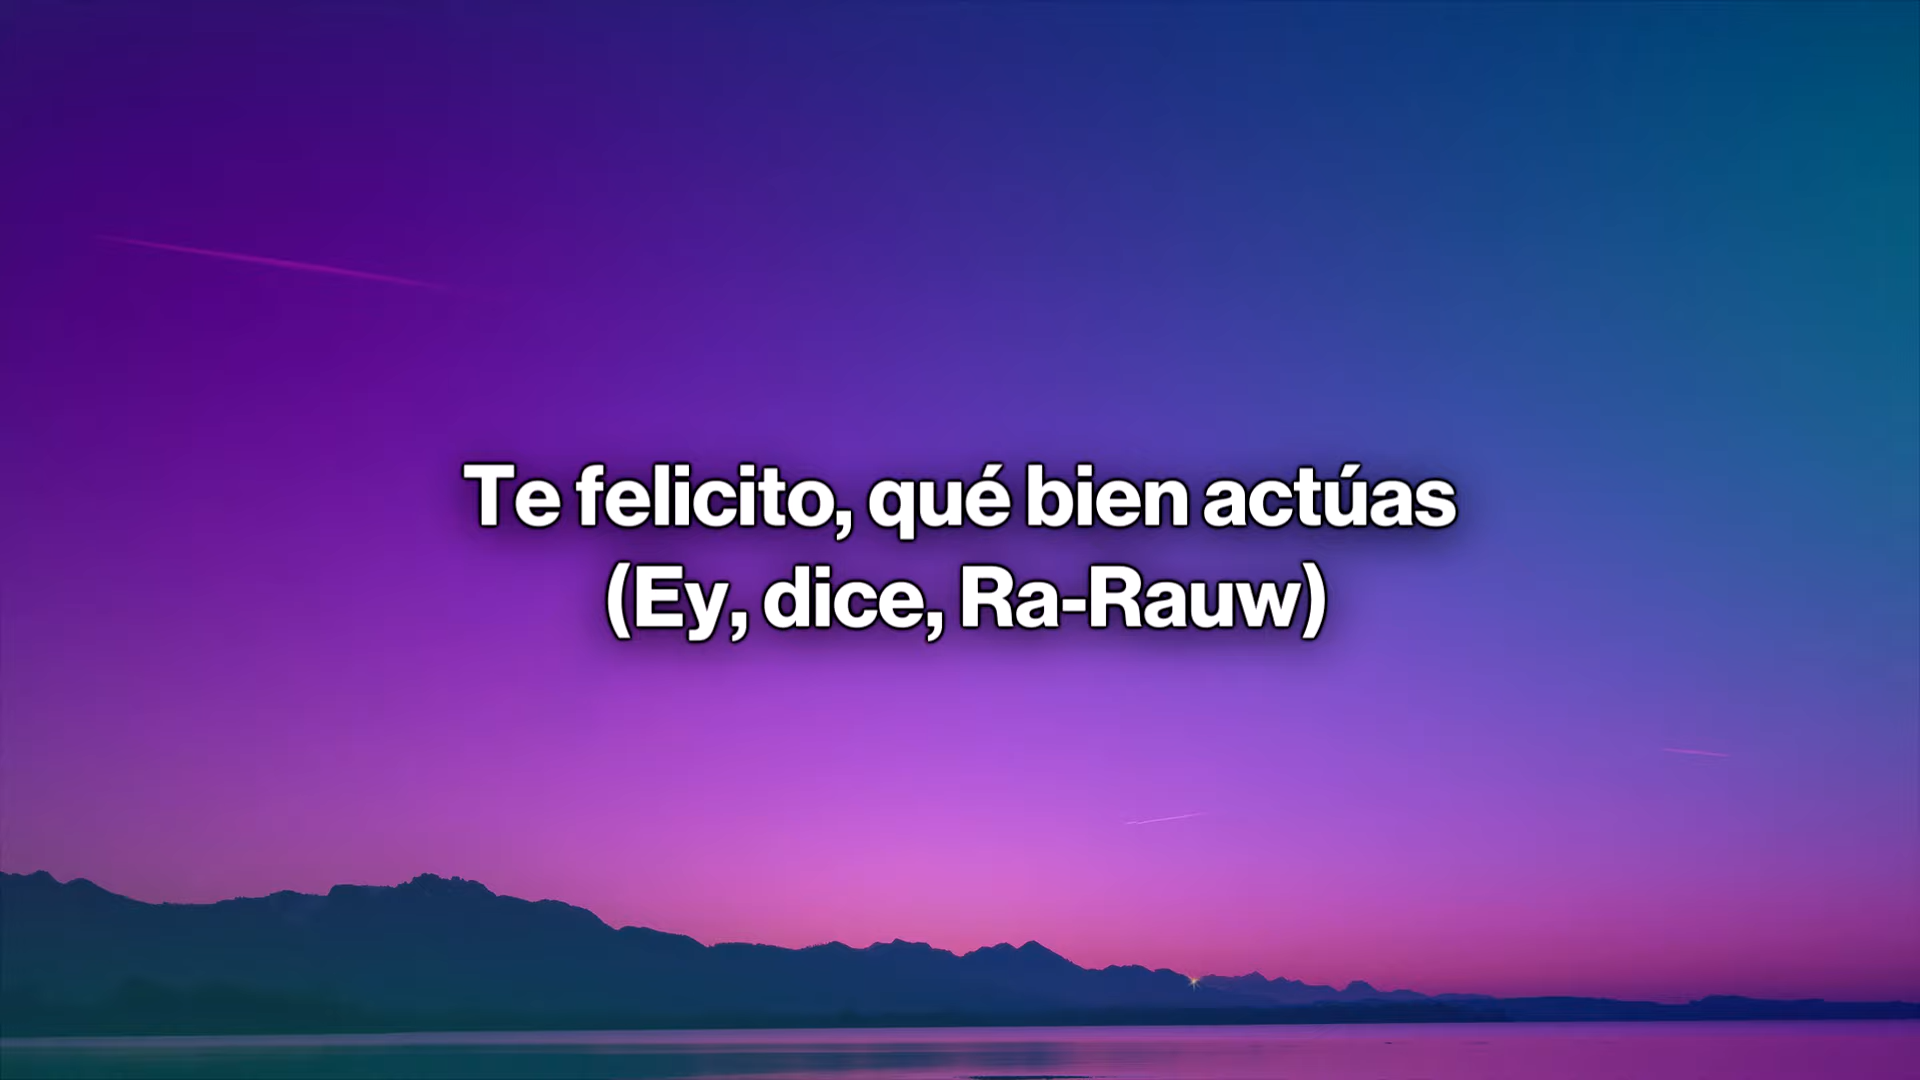 Te felicito, qué bien actúas
(Ey, dice, Ra-Rauw)